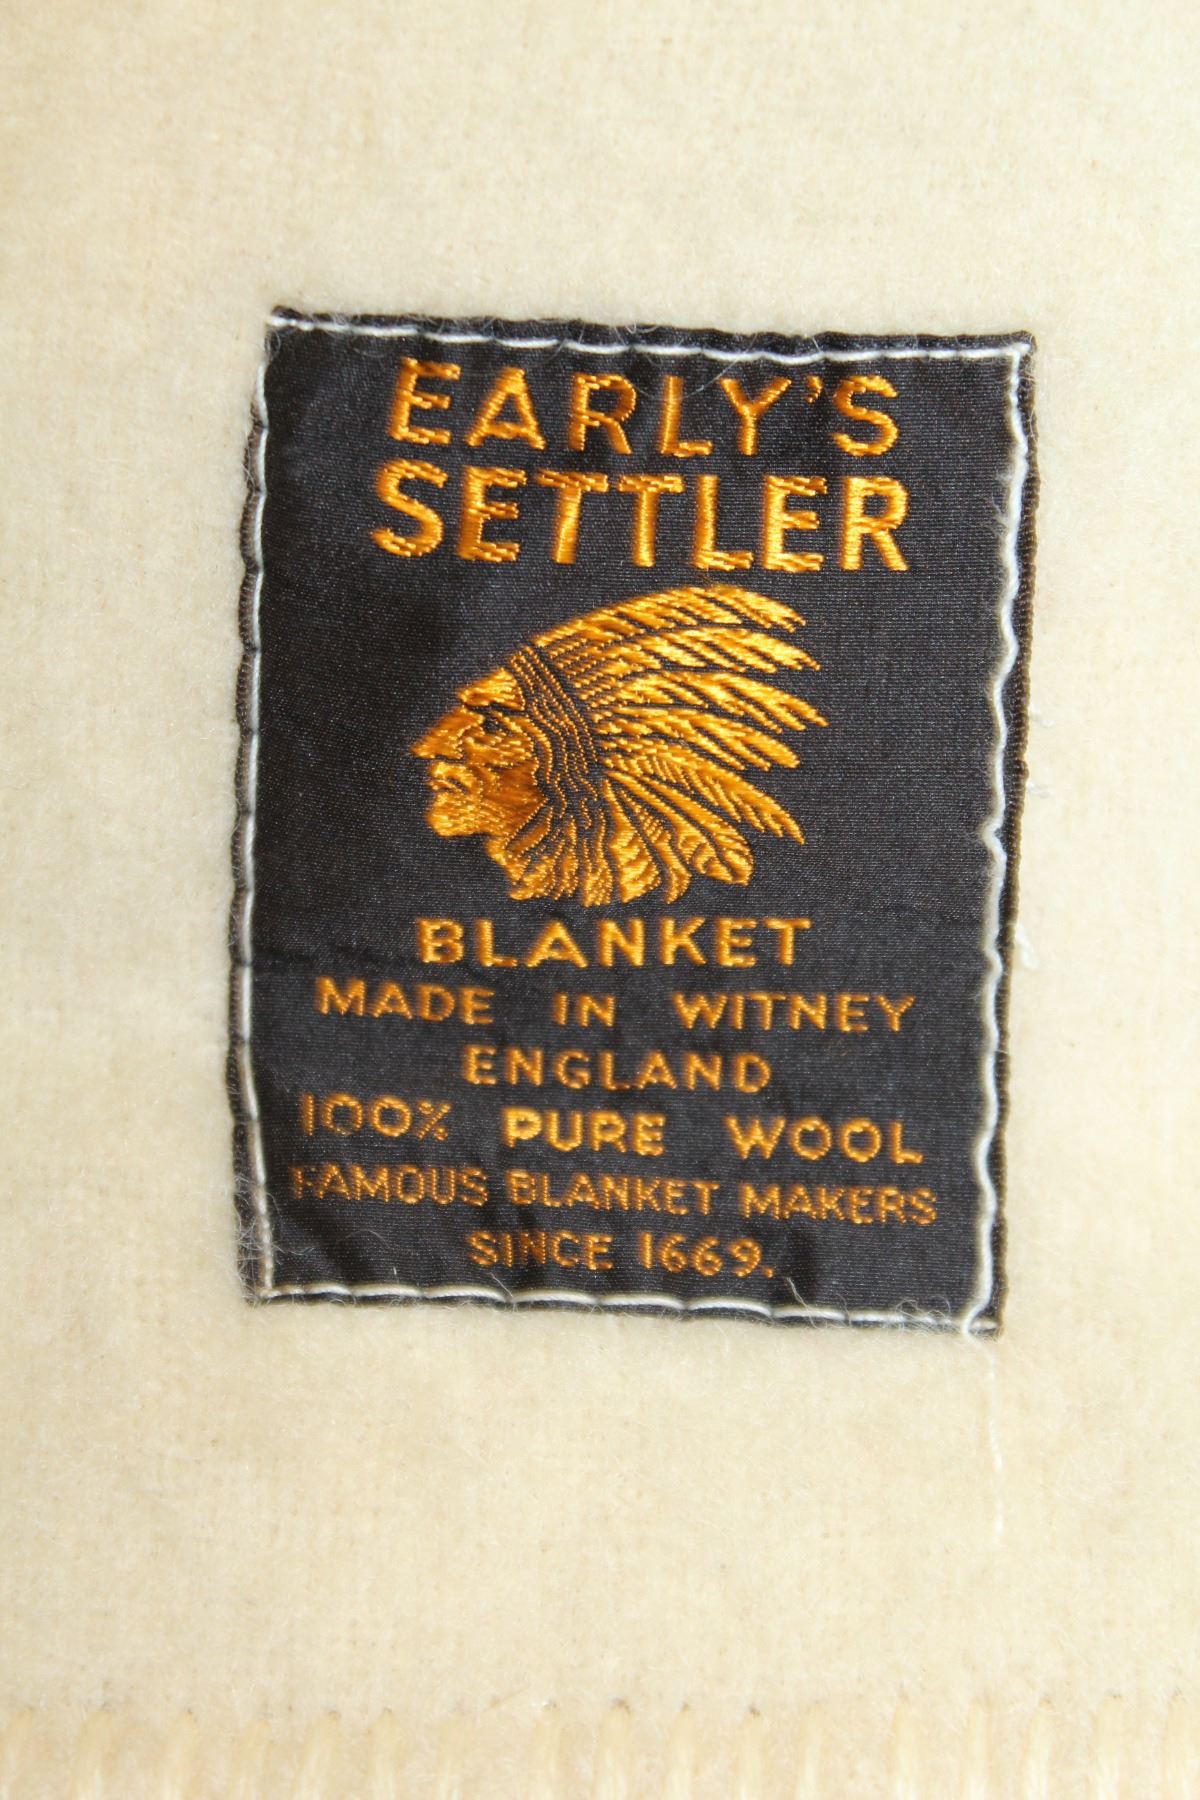 EARLY'S
SETTLER
BLANKET
MADE IN WITNEY
ENGLAND
100% PURE WOOL
FAMOUS BLANKET MAKERS
SINCE 1669.